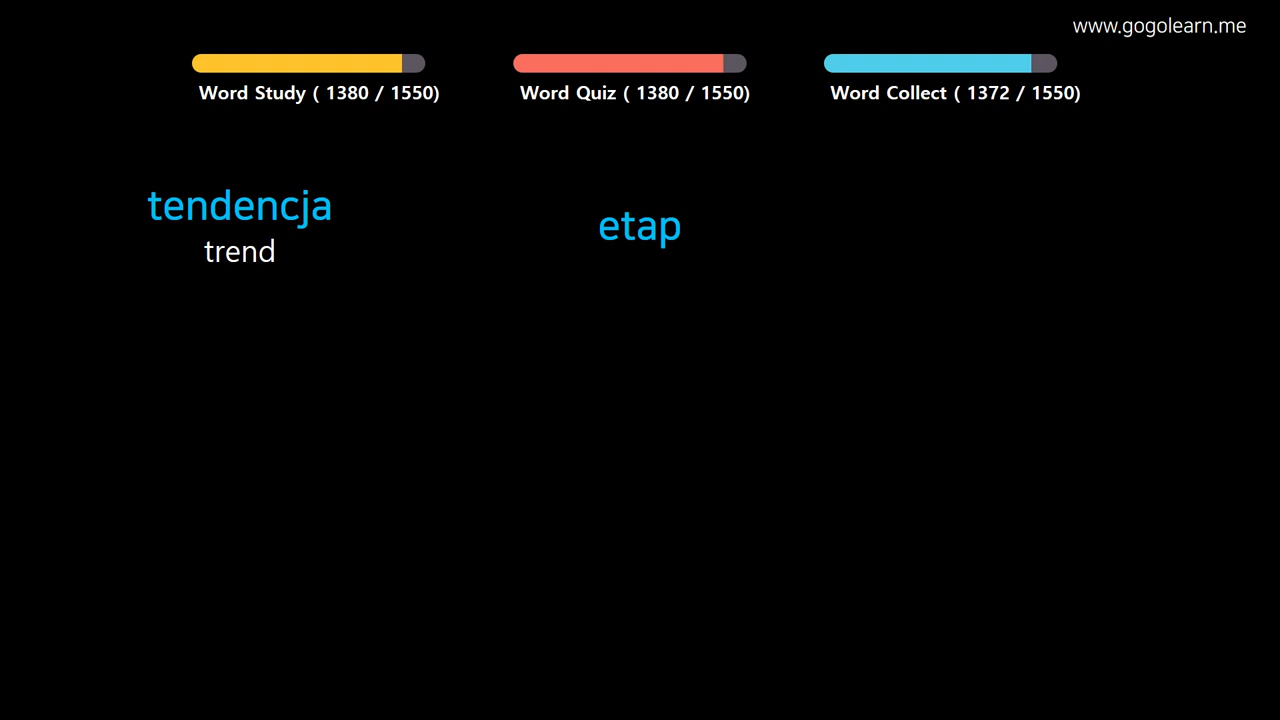 www.gogolearn.me
Word Study ( 1380 / 1550)
Word Quiz ( 1380 / 1550)
Word Collect ( 1372 / 1550)
tendencja
trend
etap